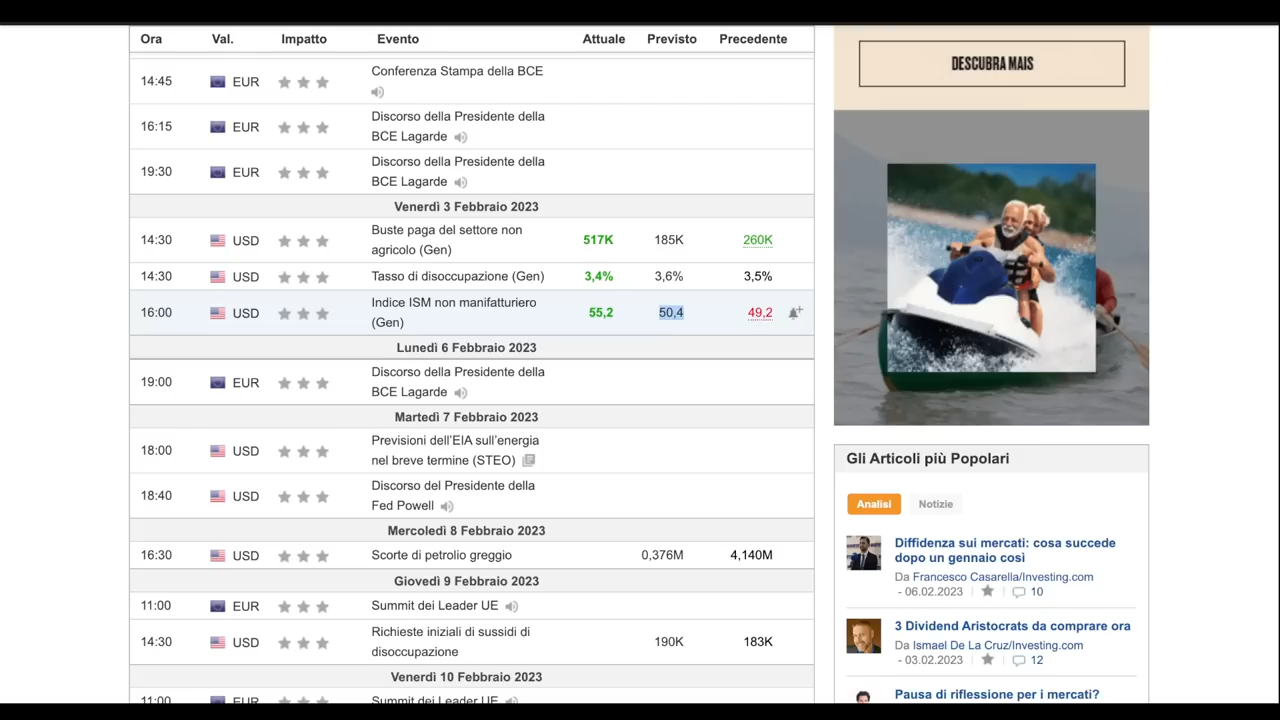 Ora Val. Impatto Evento Attuale Previsto Precedente
14:45 EUR Conferenza Stampa della BCE
16:15 EUR Discorso della Presidente della
BCE Lagarde
19:30 EUR Discorso della Presidente della
BCE Lagarde
Venerdì 3 Febbraio 2023
14:30 USD Buste paga del settore non
agricolo (Gen) 517K 185K 260K
14:30 USD Tasso di disoccupazione (Gen) 3,4% 3,6% 3,5%
16:00 USD Indice ISM non manifatturiero
(Gen) 55,2 50,4 49,2
Lunedì 6 Febbraio 2023
19:00 EUR Discorso della Presidente della
BCE Lagarde
Martedì 7 Febbraio 2023
18:00 USD Previsioni dell'EIA sull'energia
nel breve termine (STEO)
18:40 USD Discorso del Presidente della
Fed Powell
Mercoledì 8 Febbraio 2023
16:30 USD Scorte di petrolio greggio 0,376M 4,140M
Giovedì 9 Febbraio 2023
11:00 EUR Summit dei Leader UE
14:30 USD Richieste iniziali di sussidi di
disoccupazione 190K 183K
Venerdì 10 Febbraio 2023
11:00 EUR Summit dei Leader UE
DESCUBRA MAIS
Gli Articoli più Popolari
Analisi Notizie
Diffidenza sui mercati: cosa succede
dopo un gennaio così
Da Francesco Casarella/Investing.com
- 06.02.2023 10
3 Dividend Aristocrats da comprare ora
Da Ismael De La Cruz/Investing.com
- 03.02.2023 12
Pausa di riflessione per i mercati?